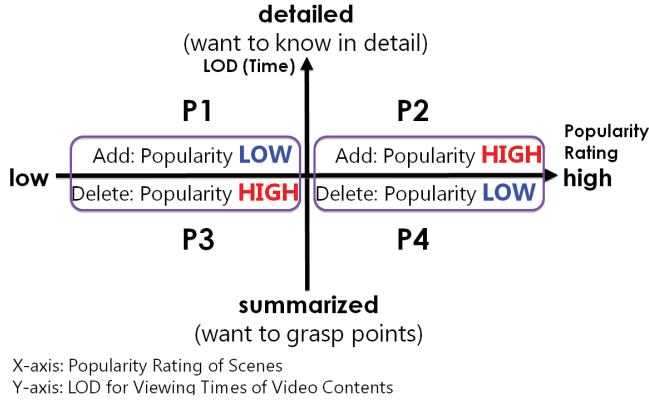 detailed
(want to know in detail)
LOD (Time)
P1
P2
Popularity
Rating
Add: Popularity LOW
Add: Popularity HIGH
low
high
Delete: Popularity HIGH
Delete: Popularity LOW
P3
P4
summarized
(want to grasp points)
X-axis: Popularity Rating of Scenes
Y-axis: LOD for Viewing Times of Video Contents